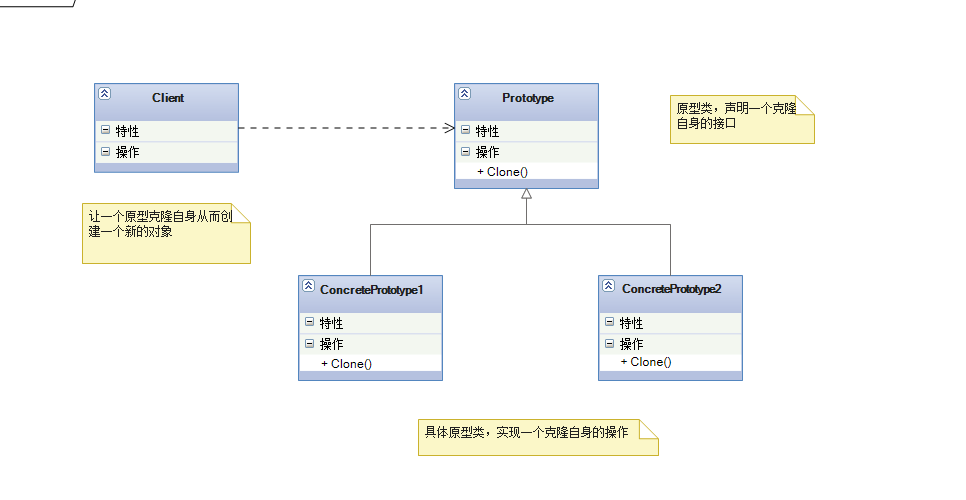 Client
特性
操作
Prototype
特性
操作
+ Clone()
原型类，声明一个克隆
自身的接口
让一个原型克隆自身从而创
建一个新的对象
ConcretePrototype1
特性
操作
+ Clone()
ConcretePrototype2
特性
操作
+ Clone()
具体原型类，实现一个克隆自身的操作